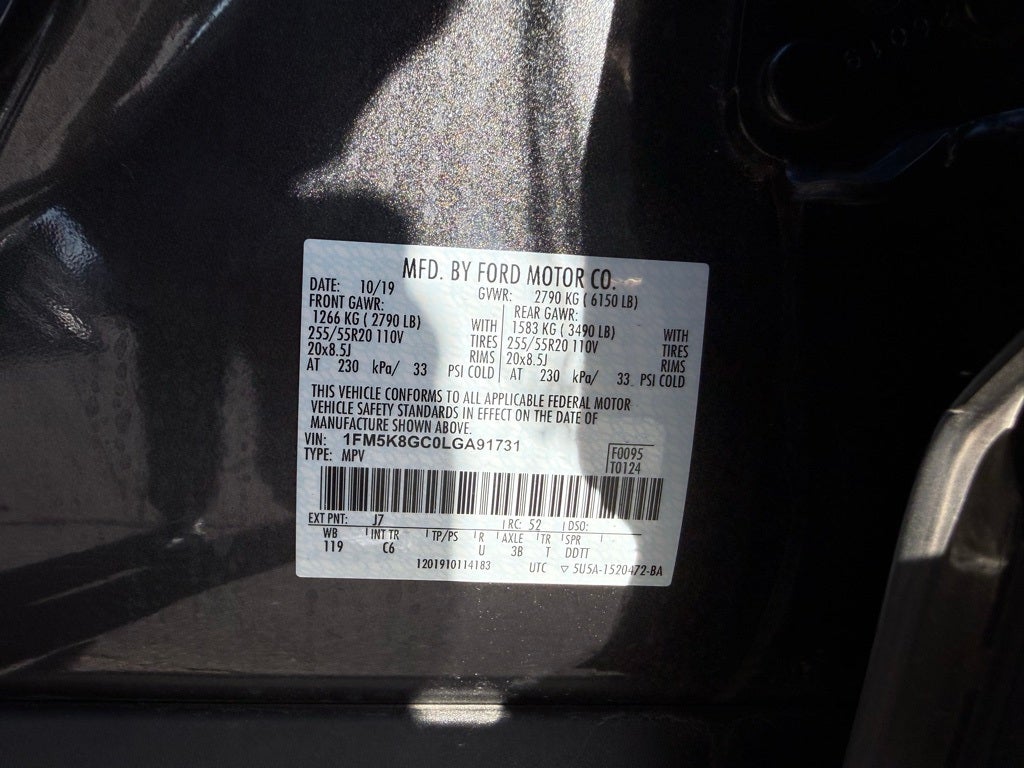 MFD. BY FORD MOTOR CO.
DATE: 10/19 GVWR: 2790 KG ( 6150 LB)
FRONT GAWR: REAR GAWR:
1266 KG ( 2790 LB) WITH 1583 KG ( 3490 LB) WITH
255/55R20 110V TIRES 255/55R20 110V TIRES
20x8.5J RIMS 20x8.5J RIMS
AT 230 kPa/ 33 PSI COLD AT 230 kPa/ 33 PSI COLD
THIS VEHICLE CONFORMS TO ALL APPLICABLE FEDERAL MOTOR
VEHICLE SAFETY STANDARDS IN EFFECT ON THE DATE OF
MANUFACTURE SHOWN ABOVE.
VIN: 1FM5K8GC0LGA91731
TYPE: MPV
F0095
T0124
EXT PNT: J7 RC: 52 DSO:
WB INT TR TP/PS R AXLE TR SPR
119 C6 U 3B T DDTT
1201910114183 UTC ▽ 5U5A-1520472-BA